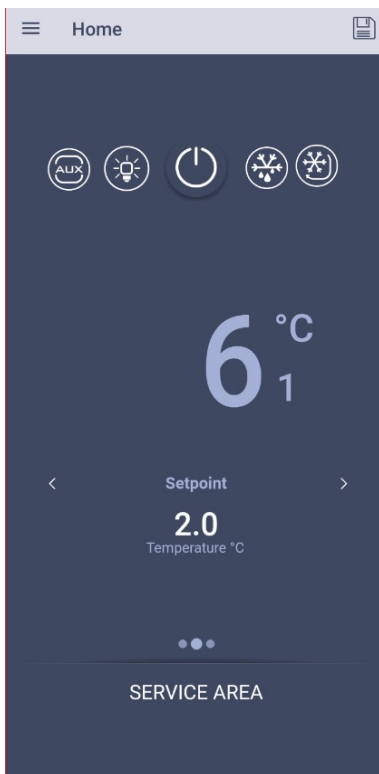 Home
AUX
6 °C
1
Setpoint
2.0
Temperature °C
SERVICE AREA